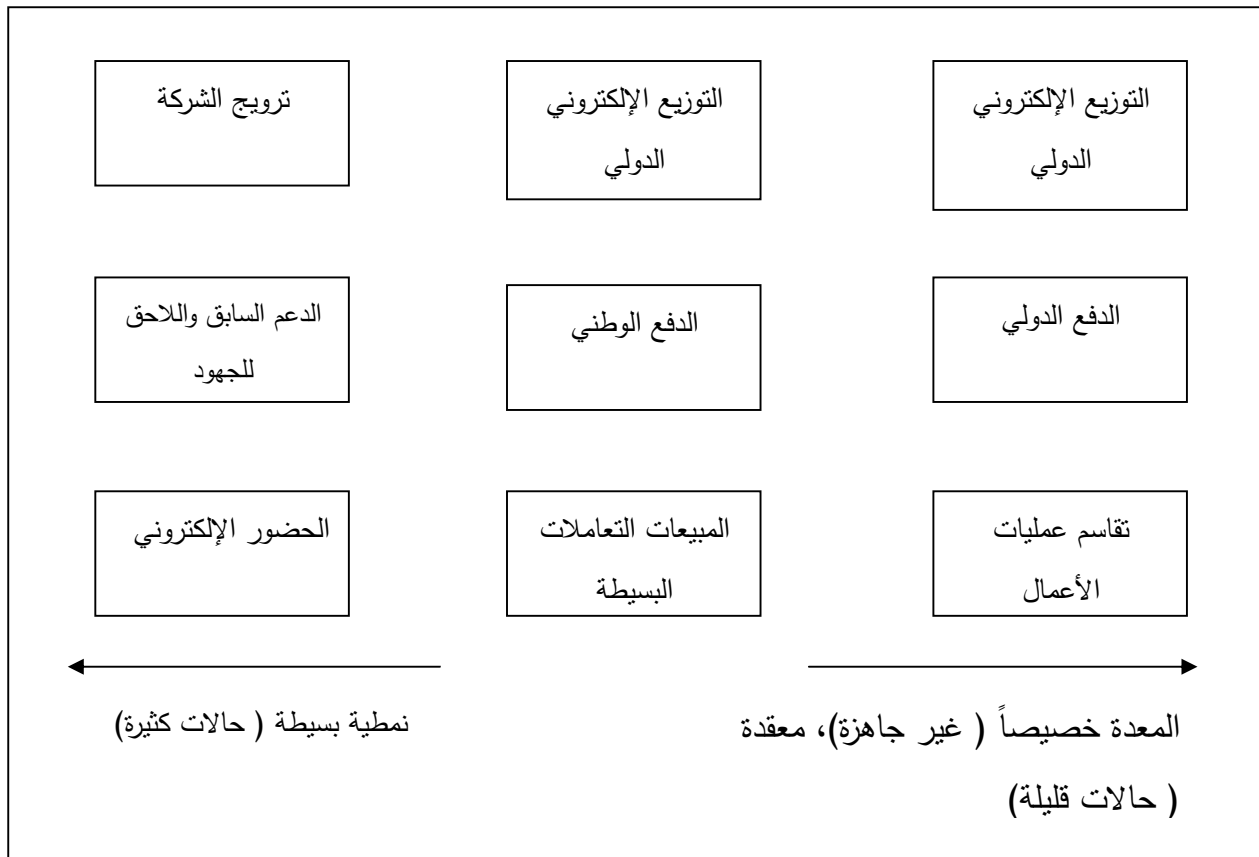 التوزيع الإلكتروني
الدولي
التوزيع الإلكتروني
الدولي
ترويج الشركة
الدفع الدولي
الدفع الوطني
الدعم السابق واللاحق
للجهود
تقاسم عمليات
الأعمال
المبيعات التعاملات
البسيطة
الحضور الإلكتروني
المعدة خصيصاً ( غير جاهزة)، معقدة
( حالات قليلة)
نمطية بسيطة ( حالات كثيرة)